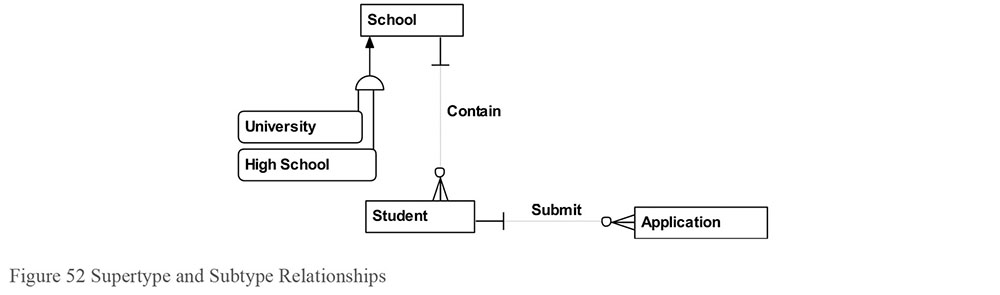 School
Contain
University
High School
Student
Submit
Application
Figure 52 Supertype and Subtype Relationships